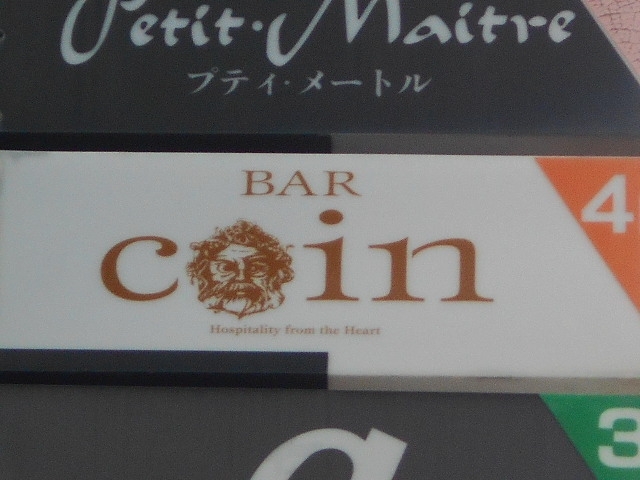 Petit·Maitre
プティ·メートル
BAR
coin
Hospitality from the Heart
4
3